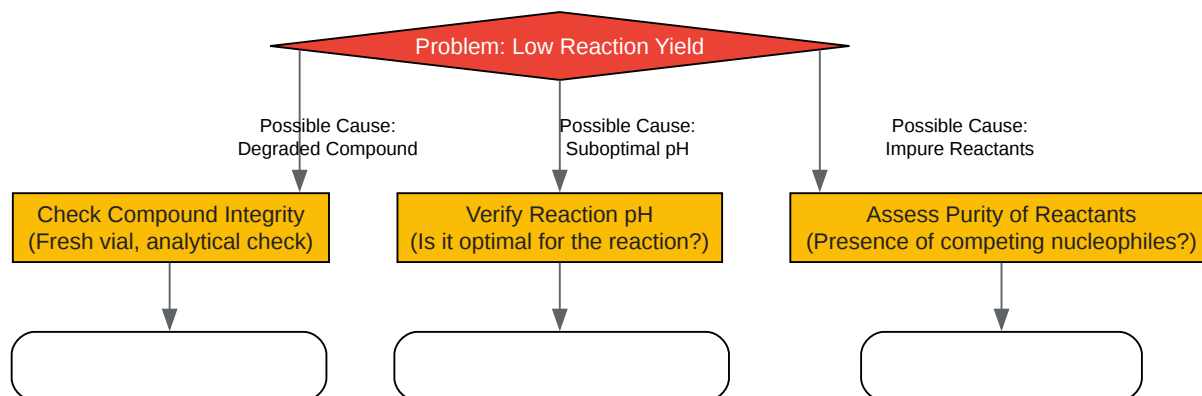 Problem: Low Reaction Yield
Possible Cause:
Degraded Compound
Possible Cause:
Suboptimal pH
Possible Cause:
Impure Reactants
Check Compound Integrity
(Fresh vial, analytical check)
Verify Reaction pH
(Is it optimal for the reaction?)
Assess Purity of Reactants
(Presence of competing nucleophiles?)